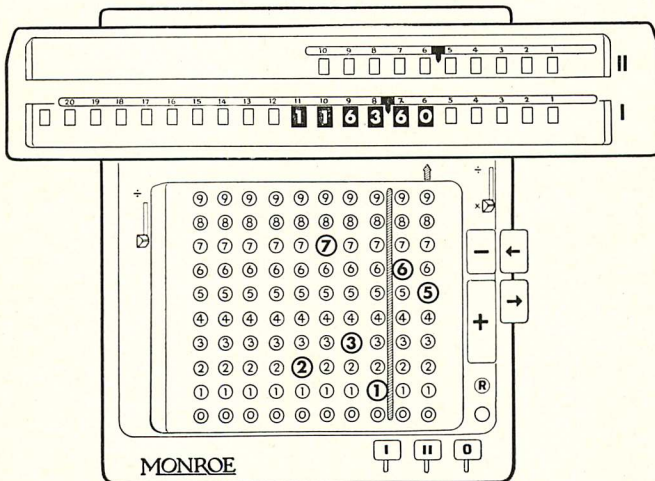 10 9 8 7 6 5 4 3 2 1
II
20 19 18 17 16 15 14 13 12 11 10 9 8 7 6 5 4 3 2 1
I
1 1 6 3 6 0
÷ ÷
9 9 9 9 9 9 9 9 9 9
×
8 8 8 8 8 8 8 8 8 8
7 7 7 7 7 7 7 7 7 7
− ←
6 6 6 6 6 6 6 6 6 6
5 5 5 5 5 5 5 5 5 5
→
4 4 4 4 4 4 4 4 4 4
+
3 3 3 3 3 3 3 3 3 3
2 2 2 2 2 2 2 2 2 2
1 1 1 1 1 1 1 1 1 1
R
0 0 0 0 0 0 0 0 0 0
I II 0
MONROE